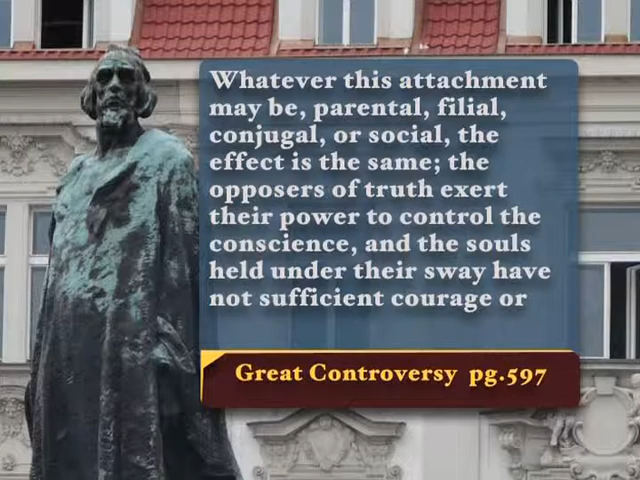 Whatever this attachment
may be, parental, filial,
conjugal, or social, the
effect is the same; the
opposers of truth exert
their power to control the
conscience, and the souls
held under their sway have
not sufficient courage or
Great Controversy pg.597